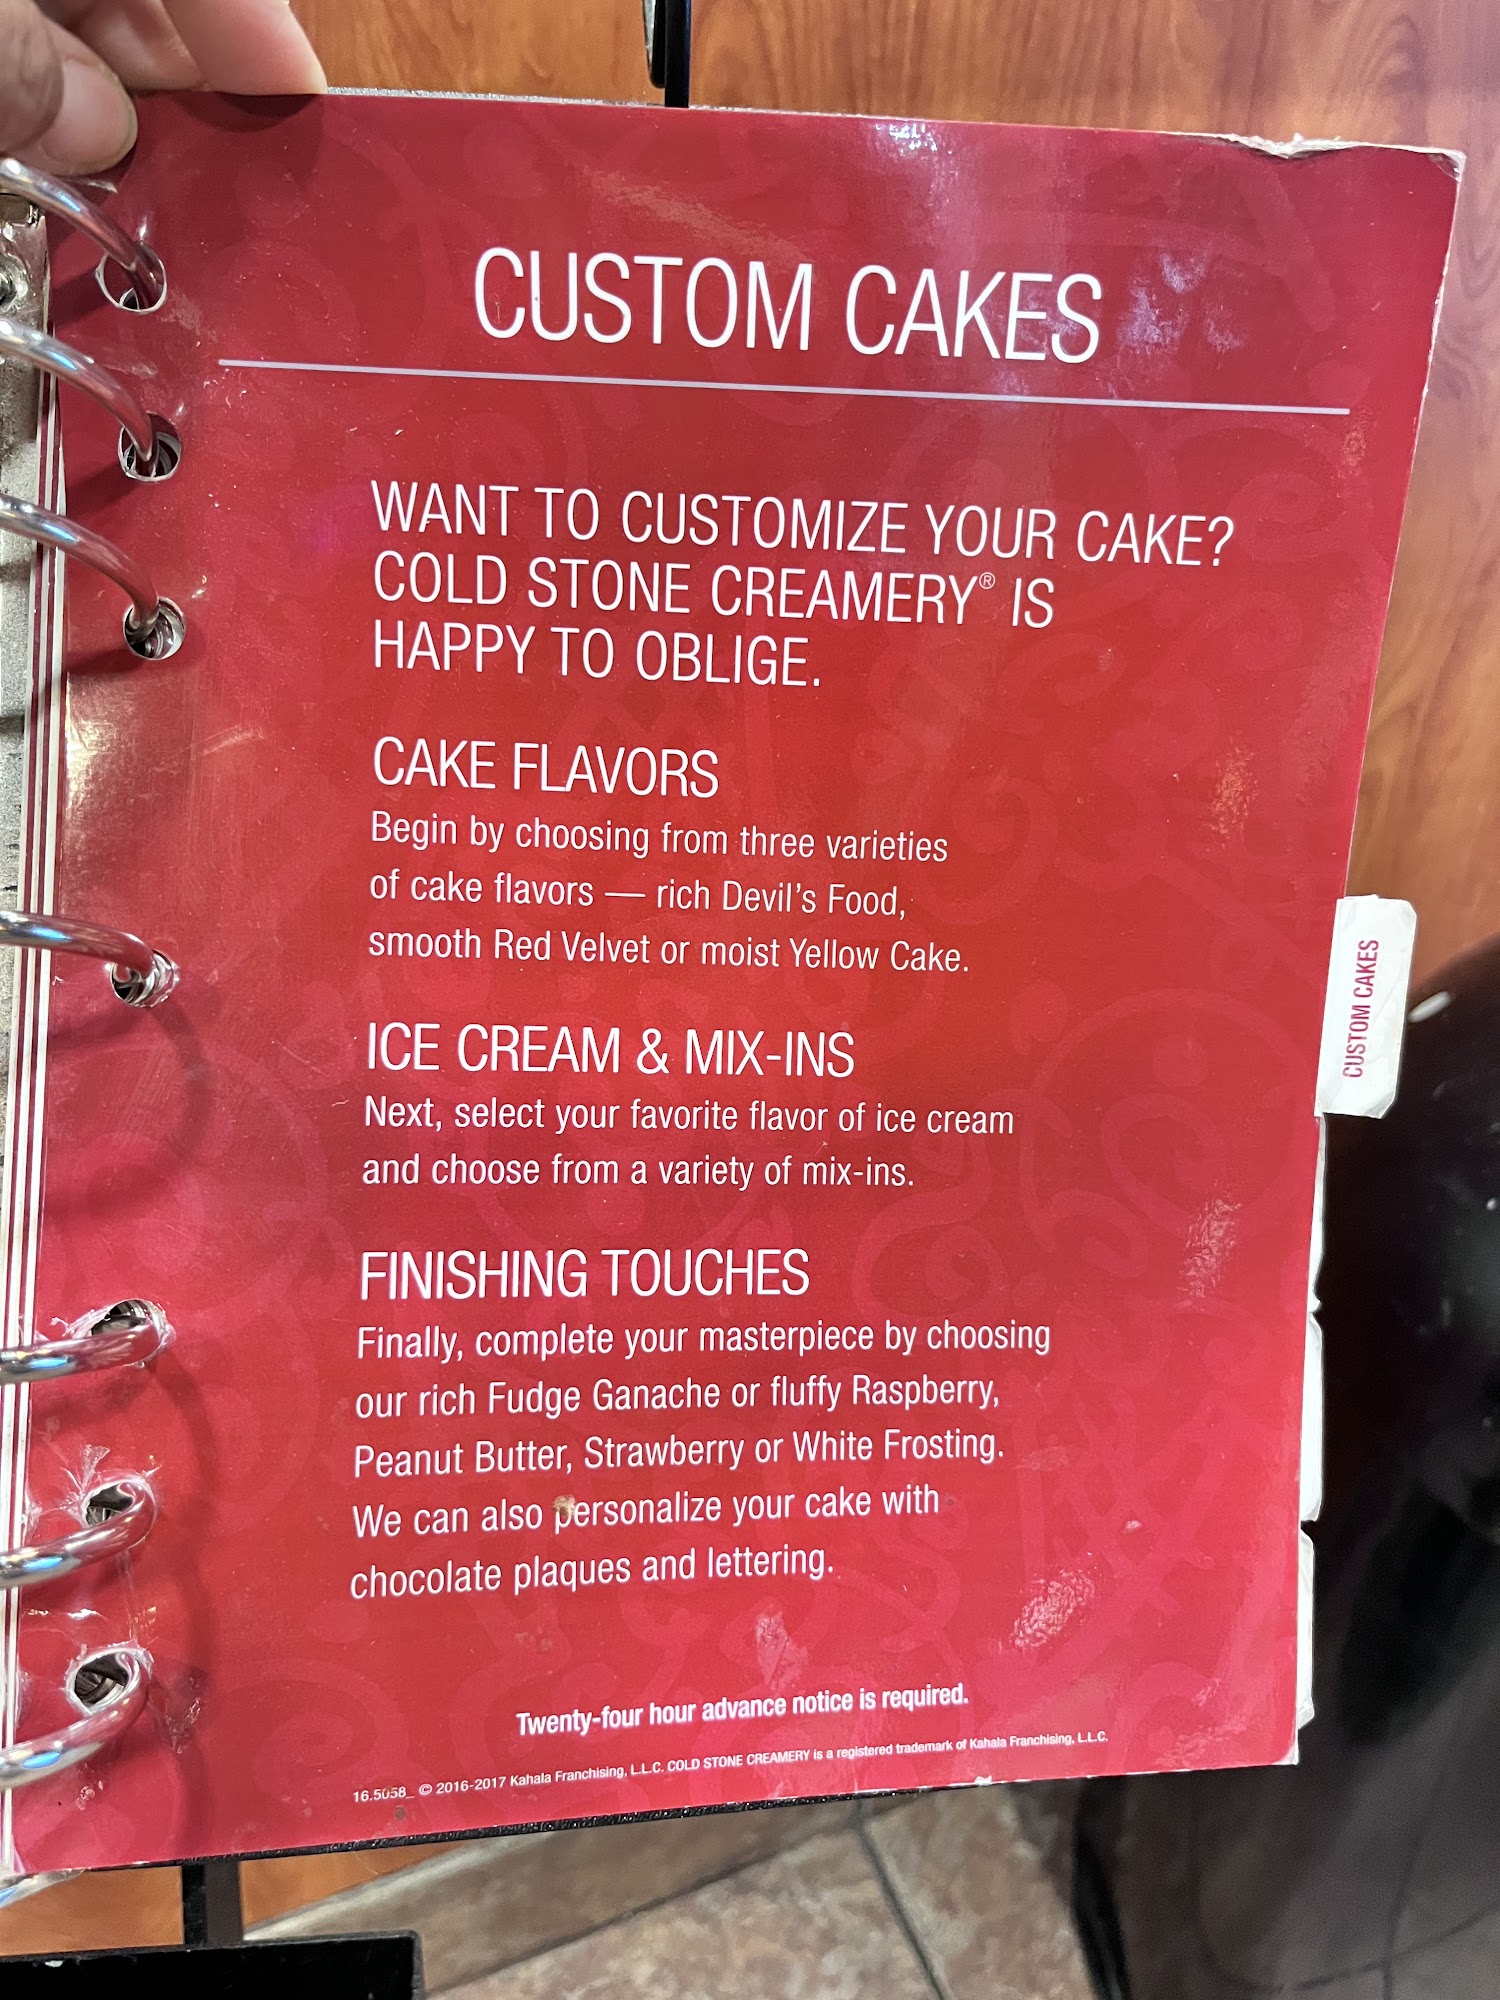 CUSTOM CAKES
WANT TO CUSTOMIZE YOUR CAKE?
COLD STONE CREAMERY® IS
HAPPY TO OBLIGE.
CAKE FLAVORS
Begin by choosing from three varieties
of cake flavors — rich Devil's Food,
smooth Red Velvet or moist Yellow Cake.
ICE CREAM & MIX-INS
Next, select your favorite flavor of ice cream
and choose from a variety of mix-ins.
FINISHING TOUCHES
Finally, complete your masterpiece by choosing
our rich Fudge Ganache or fluffy Raspberry,
Peanut Butter, Strawberry or White Frosting.
We can also personalize your cake with
chocolate plaques and lettering.
Twenty-four hour advance notice is required.
16.5058_ © 2016-2017 Kahala Franchising, L.L.C. COLD STONE CREAMERY is a registered trademark of Kahala Franchising, L.L.C.
CUSTOM CAKES